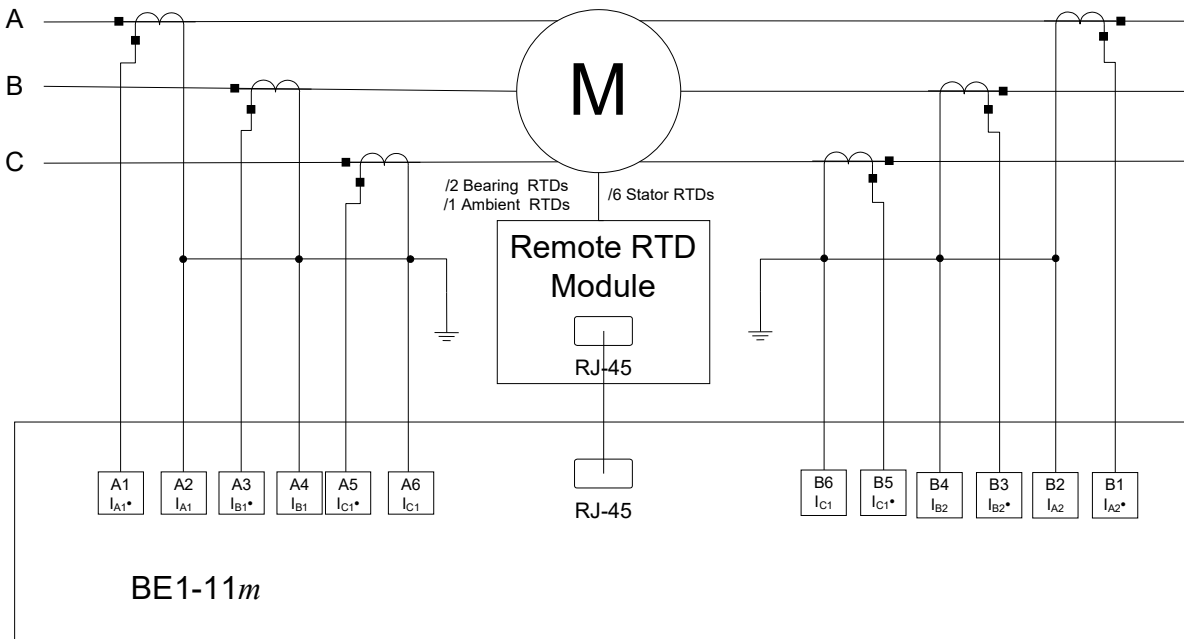 A
B
C
M
/2 Bearing RTDs
/1 Ambient RTDs
/6 Stator RTDs
Remote RTD
Module
RJ-45
RJ-45
A1
IA1•
A2
IA1
A3
IB1•
A4
IB1
A5
IC1•
A6
IC1
B6
IC1
B5
IC1•
B4
IB2
B3
IB2•
B2
IA2
B1
IA2•
BE1-11m